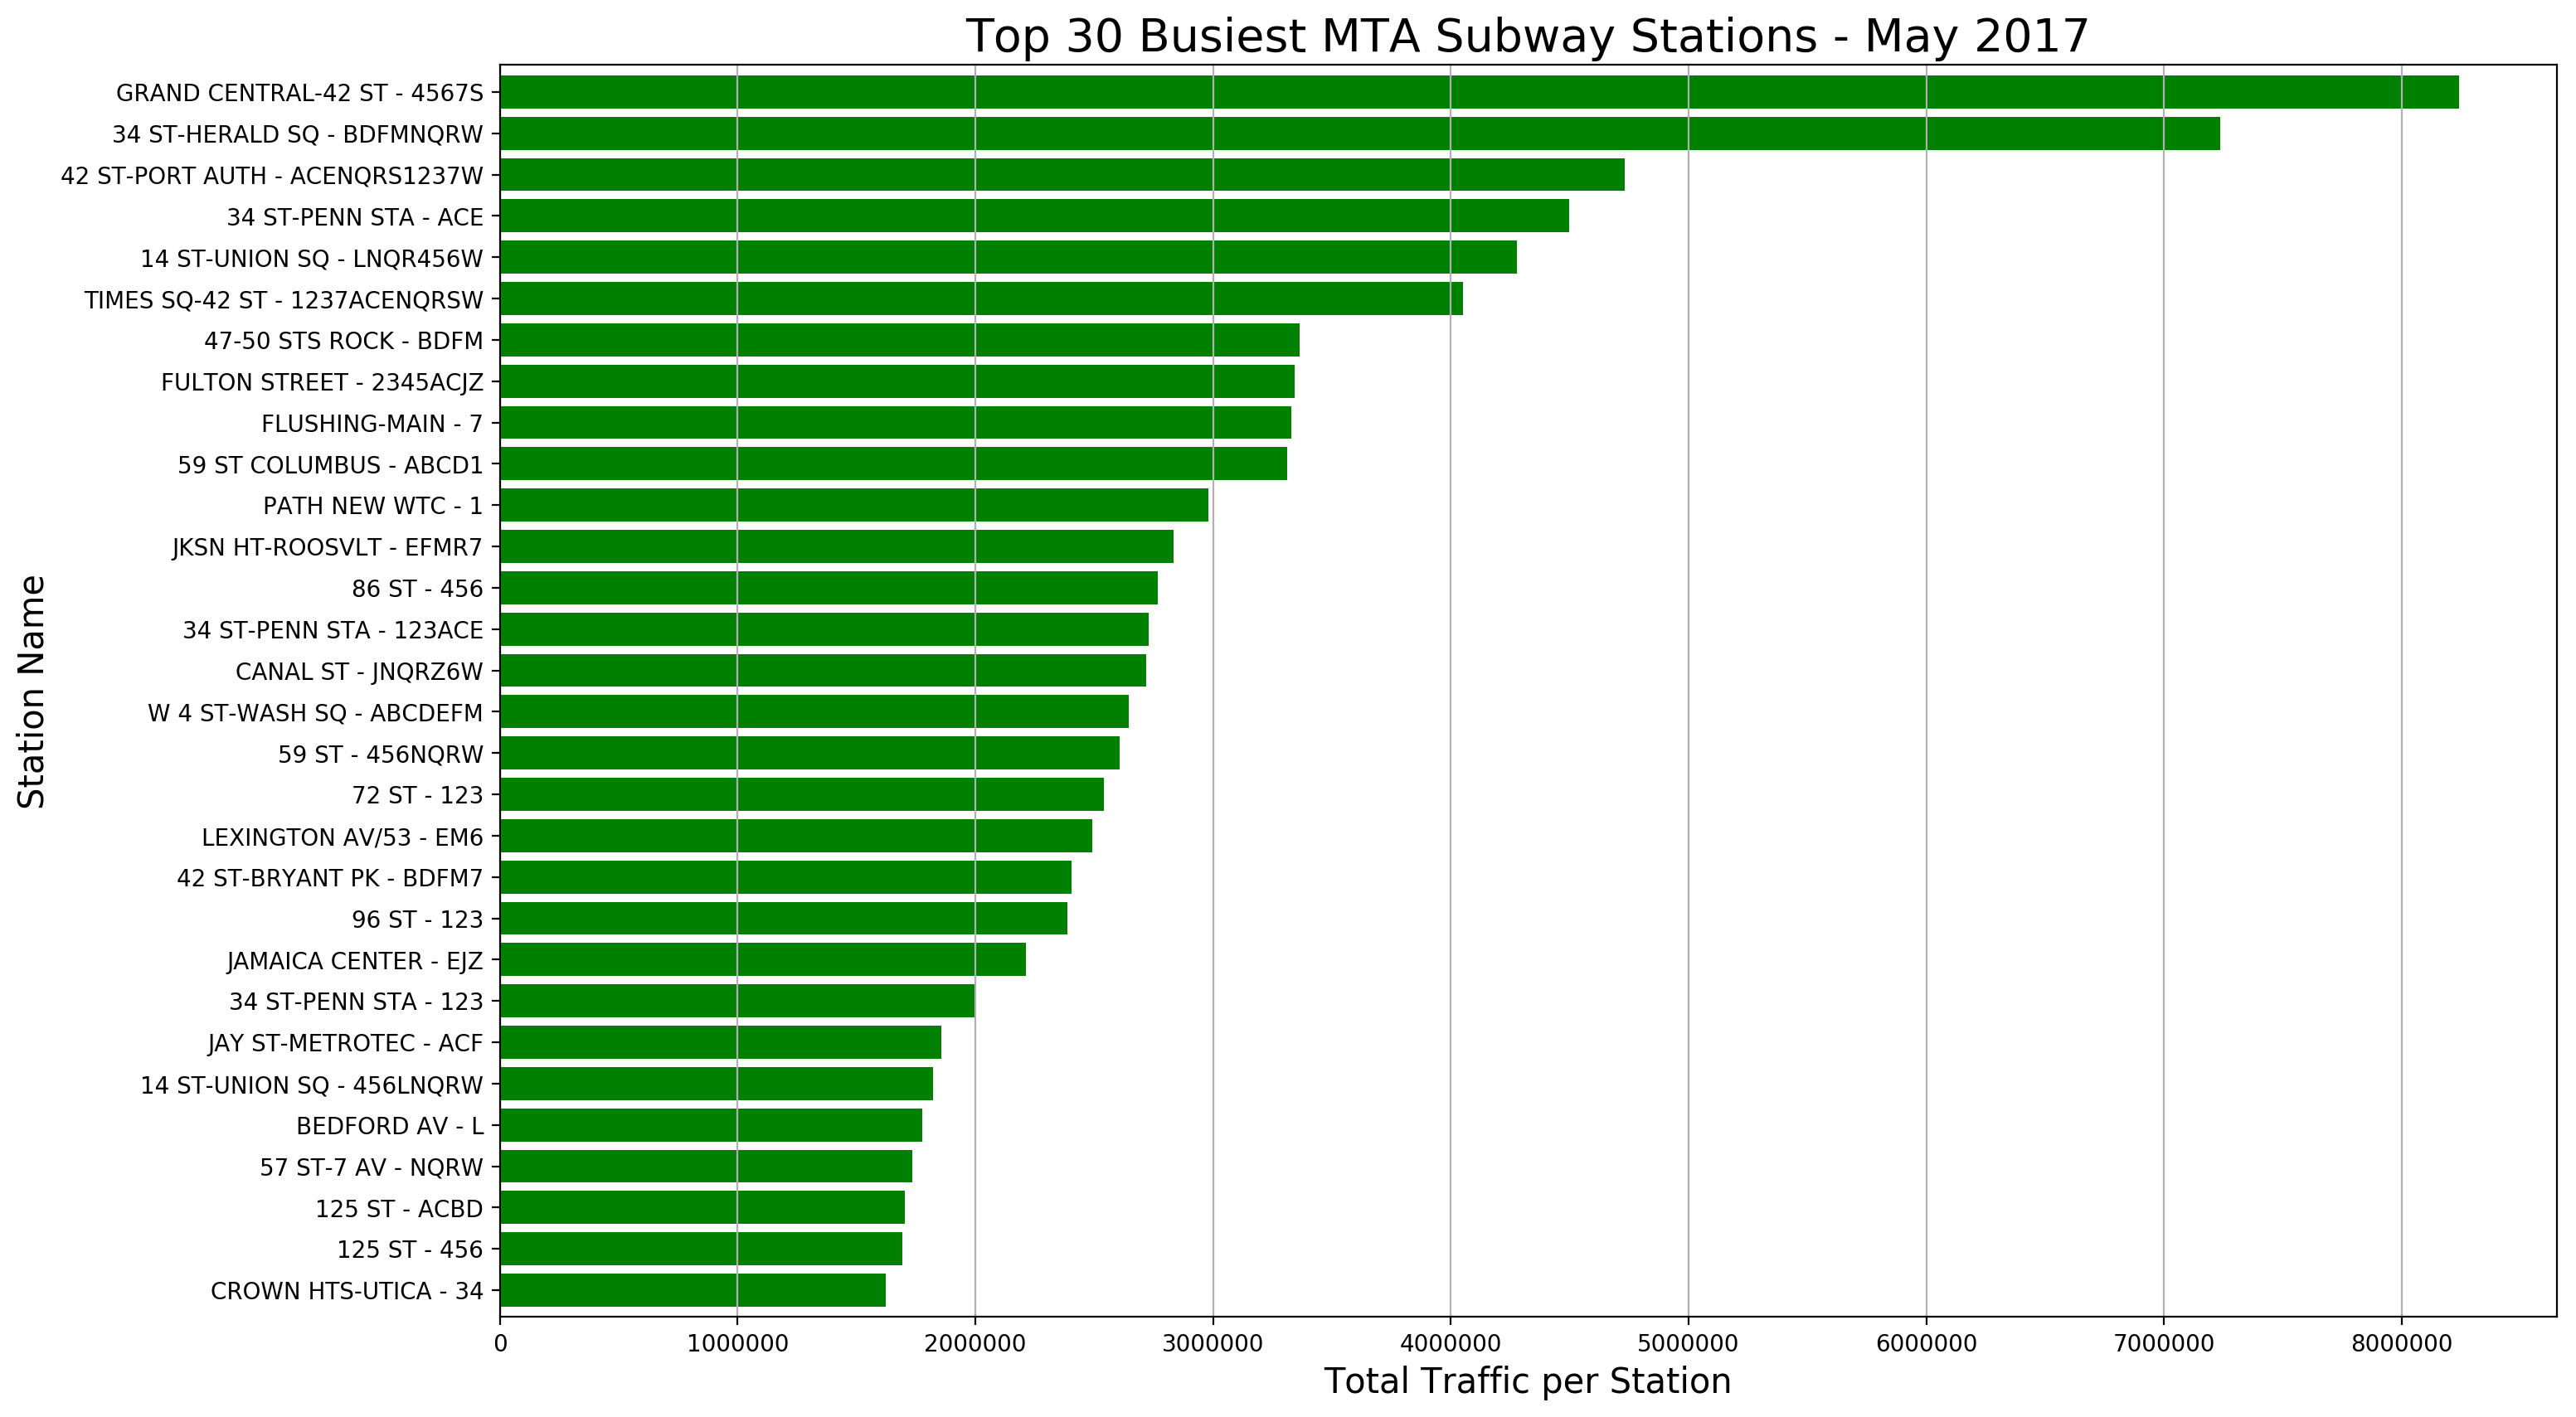 Top 30 Busiest MTA Subway Stations - May 2017
GRAND CENTRAL-42 ST - 4567S
34 ST-HERALD SQ - BDFMNQRW
42 ST-PORT AUTH - ACENQRS1237W
34 ST-PENN STA - ACE
14 ST-UNION SQ - LNQR456W
TIMES SQ-42 ST - 1237ACENQRSW
47-50 STS ROCK - BDFM
FULTON STREET - 2345ACJZ
FLUSHING-MAIN - 7
59 ST COLUMBUS - ABCD1
PATH NEW WTC - 1
JKSN HT-ROOSVLT - EFMR7
86 ST - 456
34 ST-PENN STA - 123ACE
CANAL ST - JNQRZ6W
W 4 ST-WASH SQ - ABCDEFM
59 ST - 456NQRW
72 ST - 123
LEXINGTON AV/53 - EM6
42 ST-BRYANT PK - BDFM7
96 ST - 123
JAMAICA CENTER - EJZ
34 ST-PENN STA - 123
JAY ST-METROTEC - ACF
14 ST-UNION SQ - 456LNQRW
BEDFORD AV - L
57 ST-7 AV - NQRW
125 ST - ACBD
125 ST - 456
CROWN HTS-UTICA - 34
Station Name
0 1000000 2000000 3000000 4000000 5000000 6000000 7000000 8000000
Total Traffic per Station